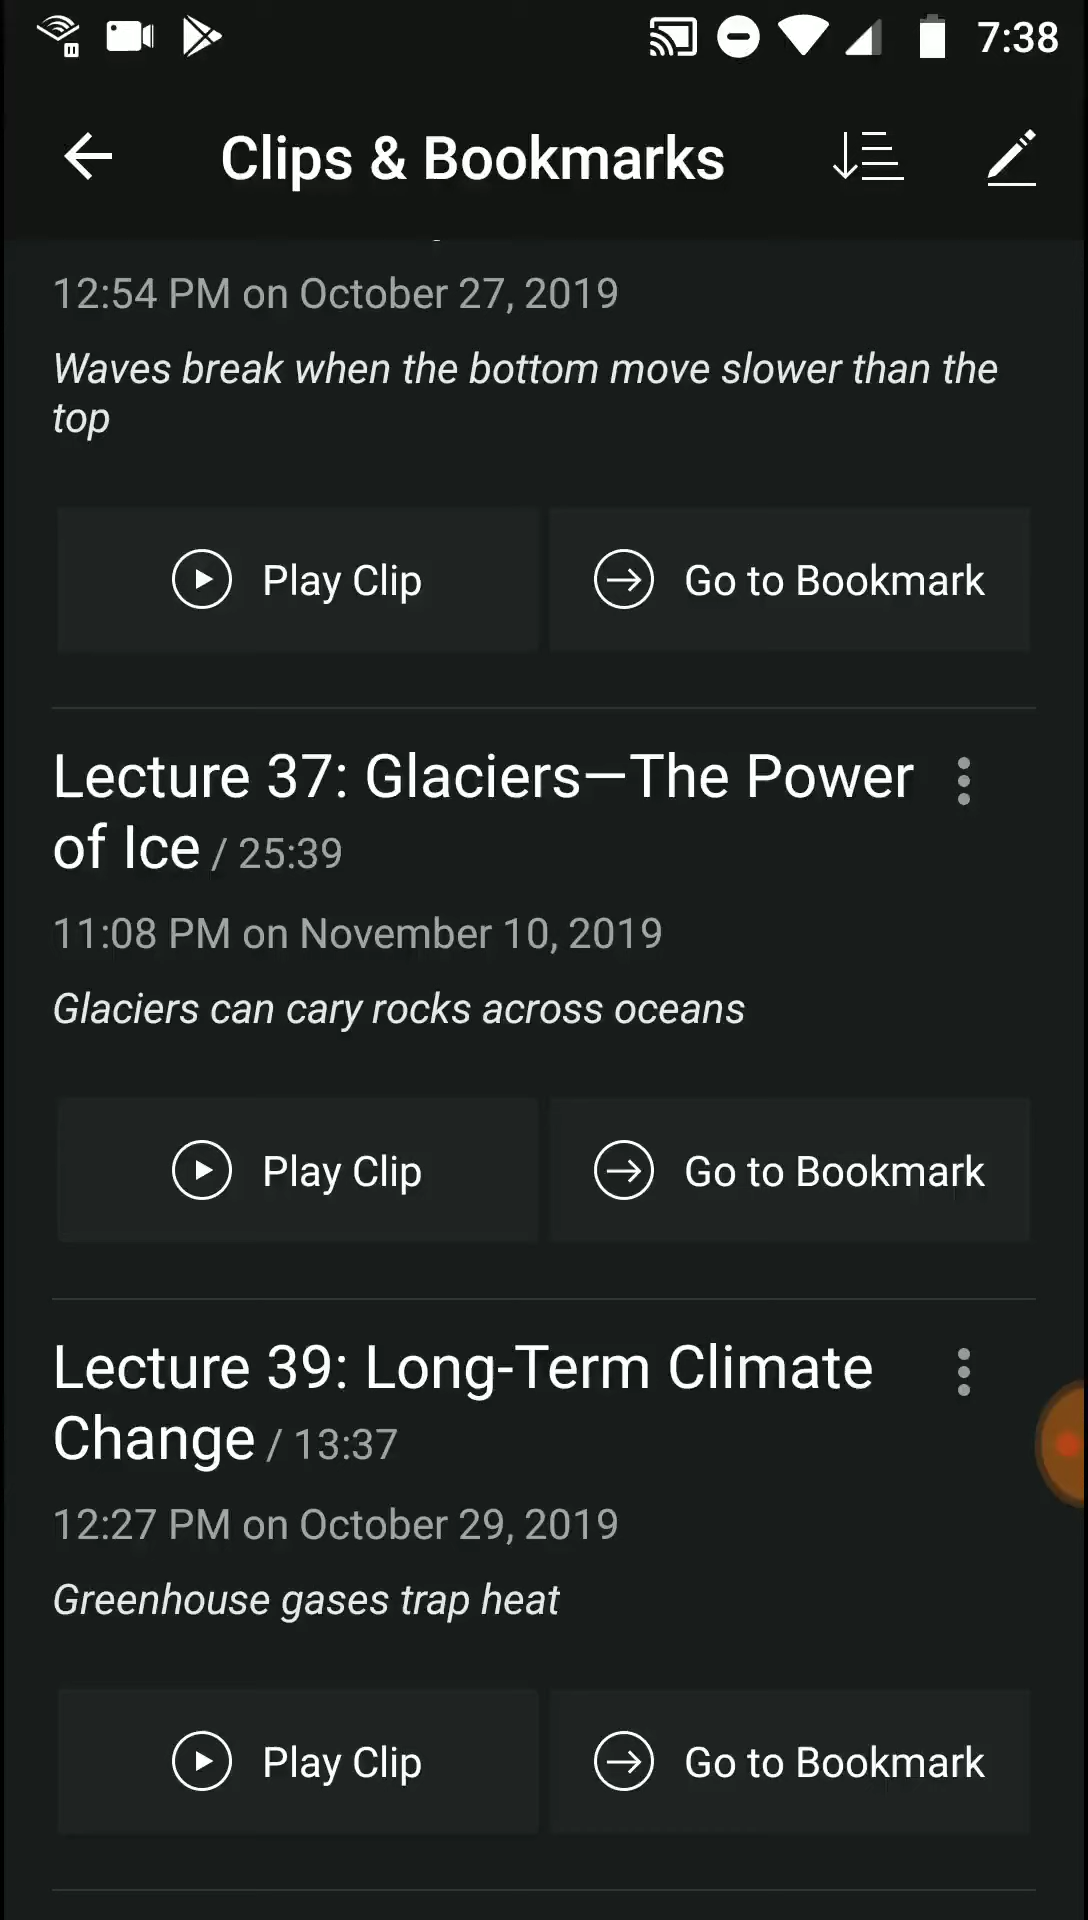 7:38
Clips & Bookmarks
12:54 PM on October 27, 2019
Waves break when the bottom move slower than the
top
Play Clip
Go to Bookmark
Lecture 37: Glaciers—The Power
of Ice / 25:39
11:08 PM on November 10, 2019
Glaciers can cary rocks across oceans
Play Clip
Go to Bookmark
Lecture 39: Long-Term Climate
Change / 13:37
12:27 PM on October 29, 2019
Greenhouse gases trap heat
Play Clip
Go to Bookmark